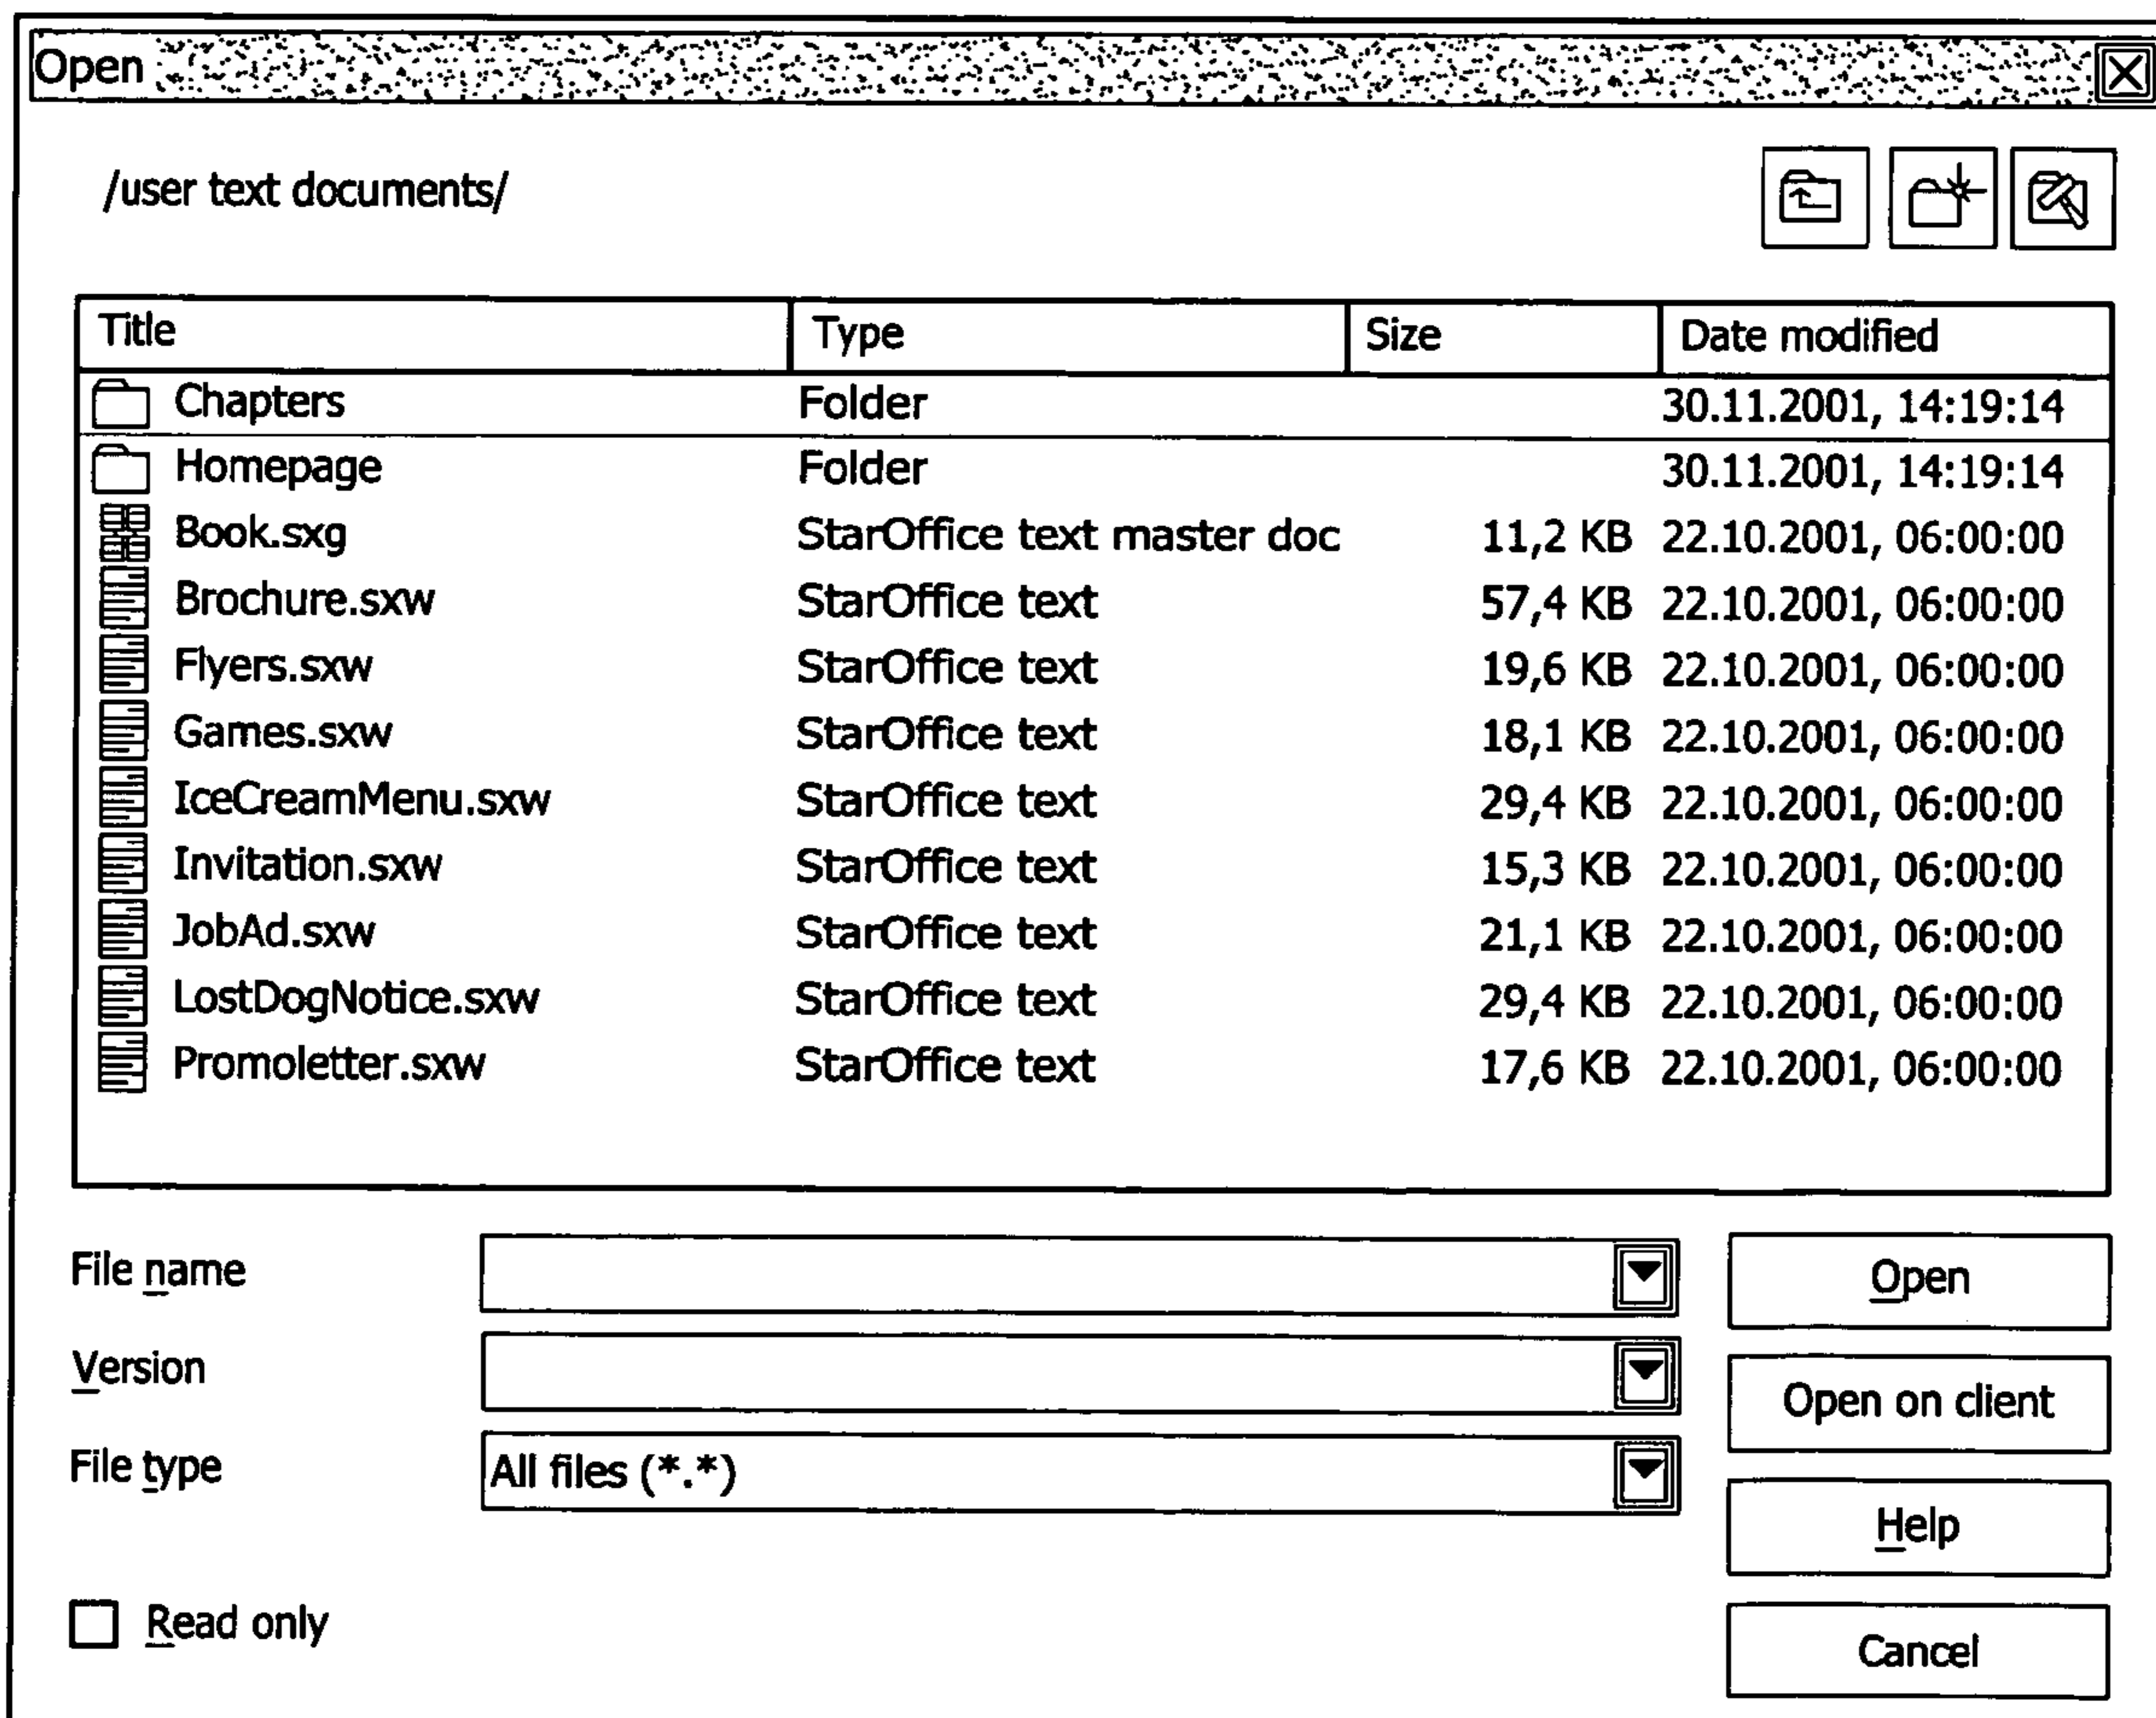 Open
/user text documents/
Title Type Size Date modified
Chapters Folder 30.11.2001, 14:19:14
Homepage Folder 30.11.2001, 14:19:14
Book.sxg StarOffice text master doc 11,2 KB 22.10.2001, 06:00:00
Brochure.sxw StarOffice text 57,4 KB 22.10.2001, 06:00:00
Flyers.sxw StarOffice text 19,6 KB 22.10.2001, 06:00:00
Games.sxw StarOffice text 18,1 KB 22.10.2001, 06:00:00
IceCreamMenu.sxw StarOffice text 29,4 KB 22.10.2001, 06:00:00
Invitation.sxw StarOffice text 15,3 KB 22.10.2001, 06:00:00
JobAd.sxw StarOffice text 21,1 KB 22.10.2001, 06:00:00
LostDogNotice.sxw StarOffice text 29,4 KB 22.10.2001, 06:00:00
Promoletter.sxw StarOffice text 17,6 KB 22.10.2001, 06:00:00
File name Open
Version Open on client
File type All files (*.*)
Help
Read only Cancel